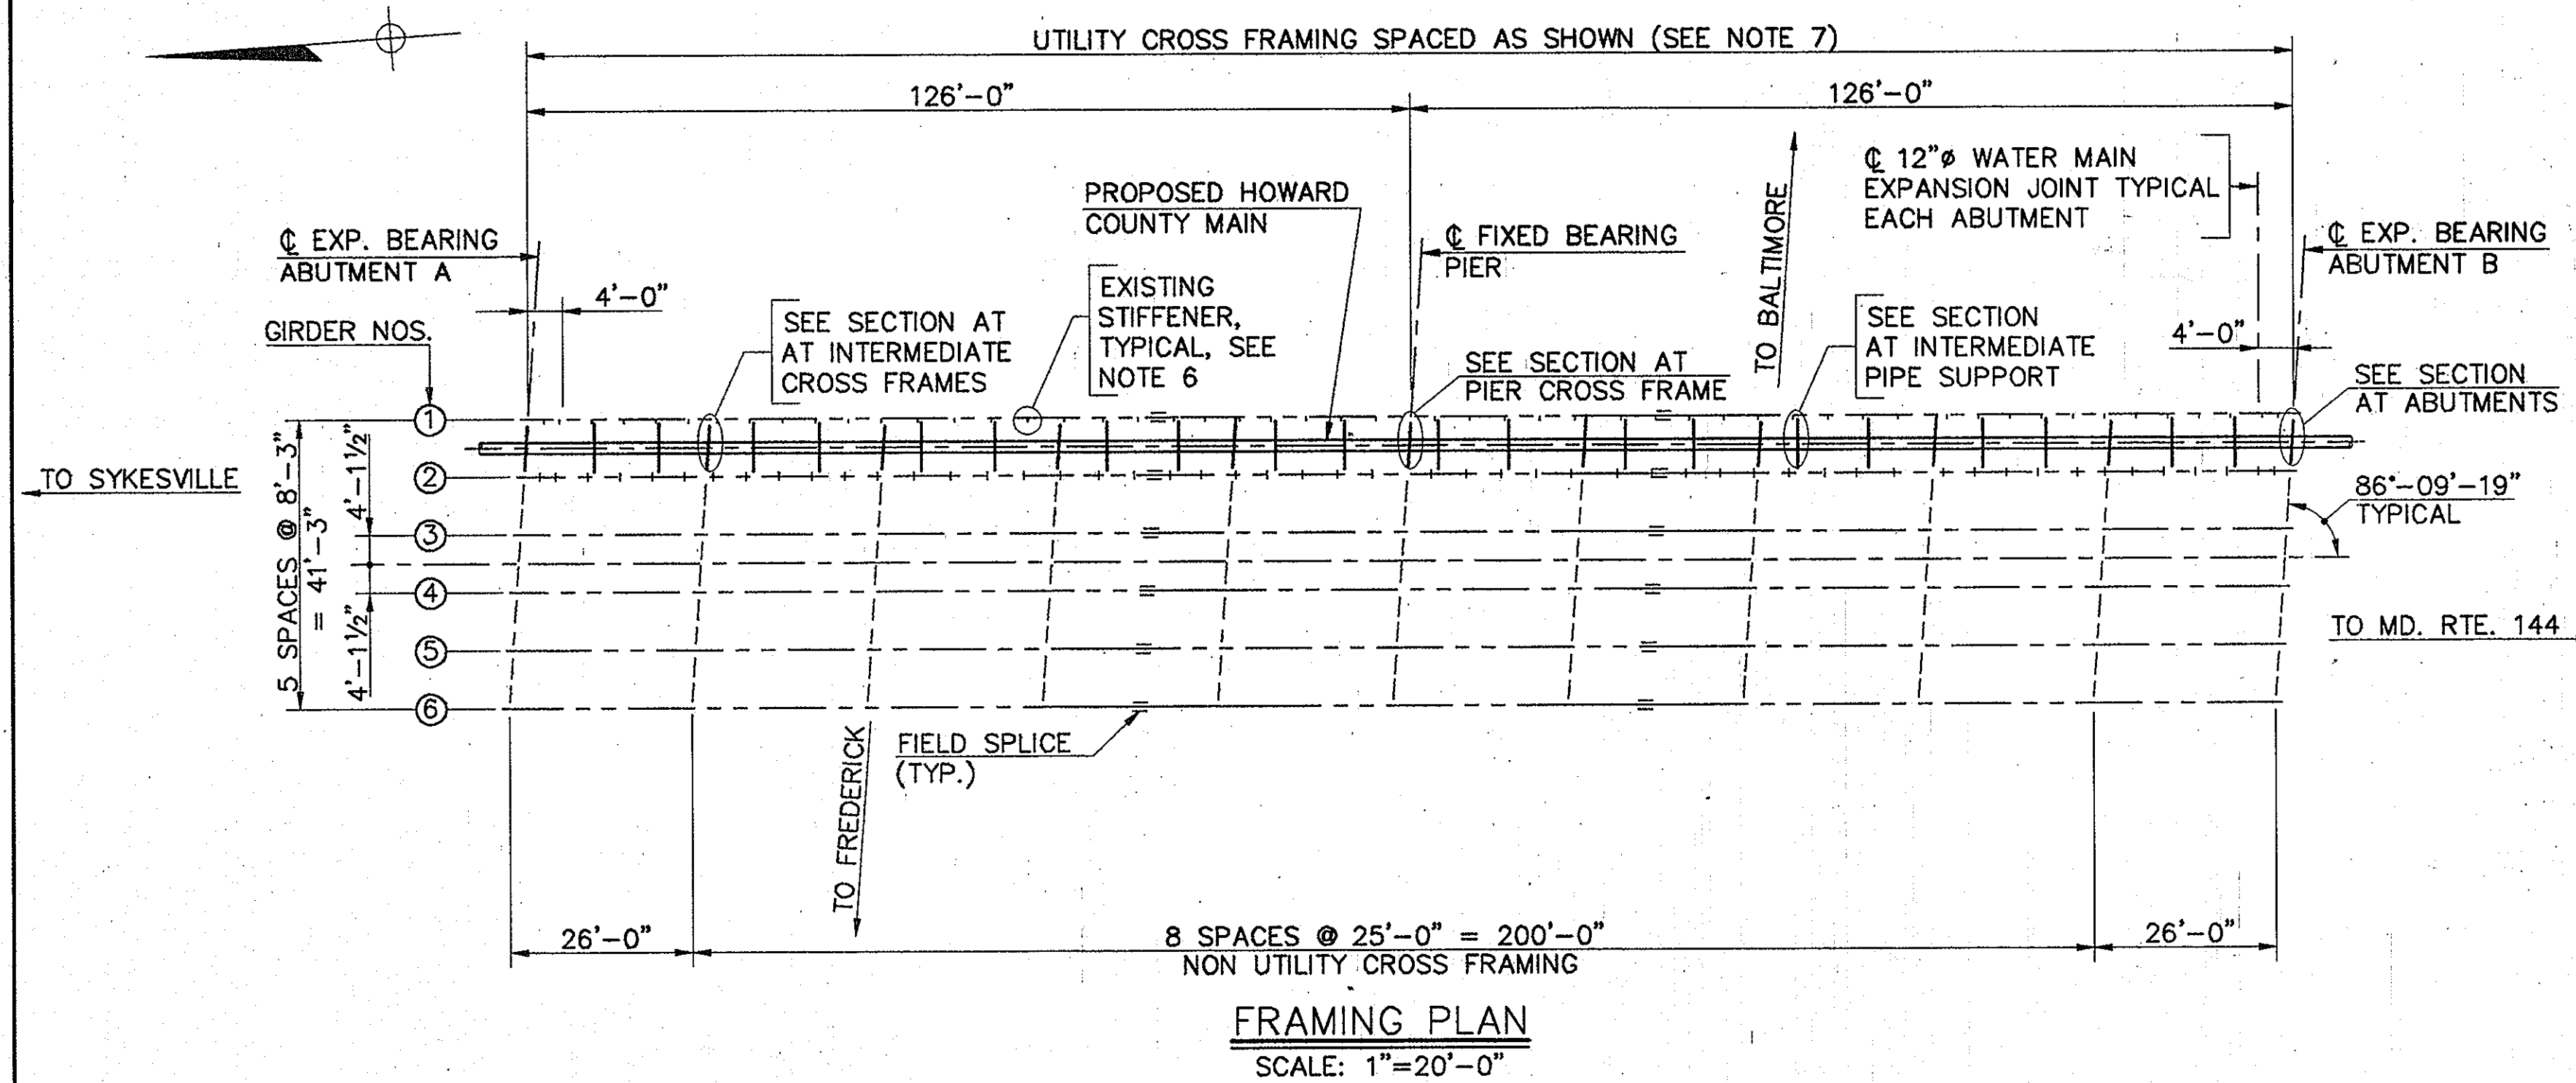 UTILITY CROSS FRAMING SPACED AS SHOWN (SEE NOTE 7)
126'-0"
126'-0"
℄ 12"ø WATER MAIN
EXPANSION JOINT TYPICAL
EACH ABUTMENT
PROPOSED HOWARD
COUNTY MAIN
TO BALTIMORE
℄ EXP. BEARING
ABUTMENT A
℄ FIXED BEARING
PIER
℄ EXP. BEARING
ABUTMENT B
4'-0"
EXISTING
STIFFENER,
TYPICAL, SEE
NOTE 6
SEE SECTION AT
AT INTERMEDIATE
CROSS FRAMES
GIRDER NOS.
SEE SECTION
AT INTERMEDIATE
PIPE SUPPORT
4'-0"
SEE SECTION AT
PIER CROSS FRAME
SEE SECTION
AT ABUTMENTS
1
2
3
4
5
6
TO SYKESVILLE
5 SPACES @ 8'-3"
= 41'-3"
4'-1½"
4'-1½"
86°-09'-19"
TYPICAL
TO MD. RTE. 144
FIELD SPLICE
(TYP.)
TO FREDERICK
26'-0"
8 SPACES @ 25'-0" = 200'-0"
NON UTILITY CROSS FRAMING
26'-0"
FRAMING PLAN
SCALE: 1"=20'-0"